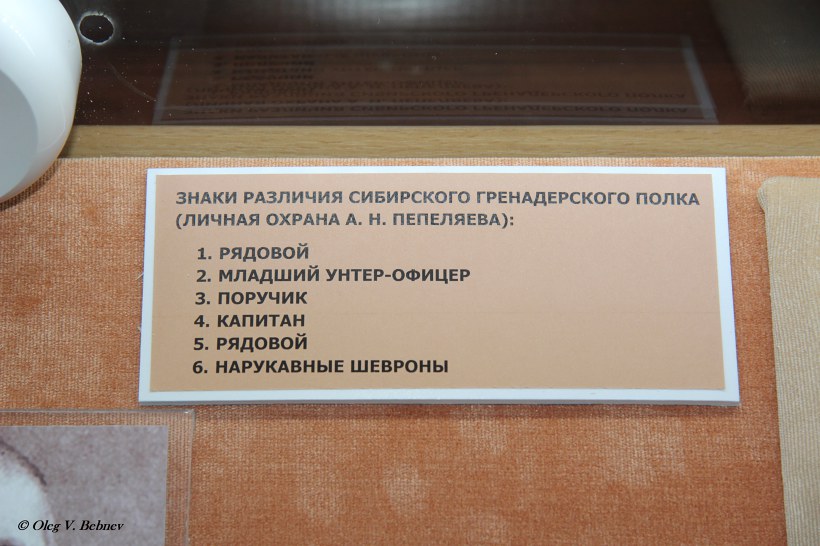 ЗНАКИ РАЗЛИЧИЯ СИБИРСКОГО ГРЕНАДЕРСКОГО ПОЛКА
(ЛИЧНАЯ ОХРАНА А. Н. ПЕПЕЛЯЕВА):
1. РЯДОВОЙ
2. МЛАДШИЙ УНТЕР-ОФИЦЕР
3. ПОРУЧИК
4. КАПИТАН
5. РЯДОВОЙ
6. НАРУКАВНЫЕ ШЕВРОНЫ
© Oleg V. Bebnev